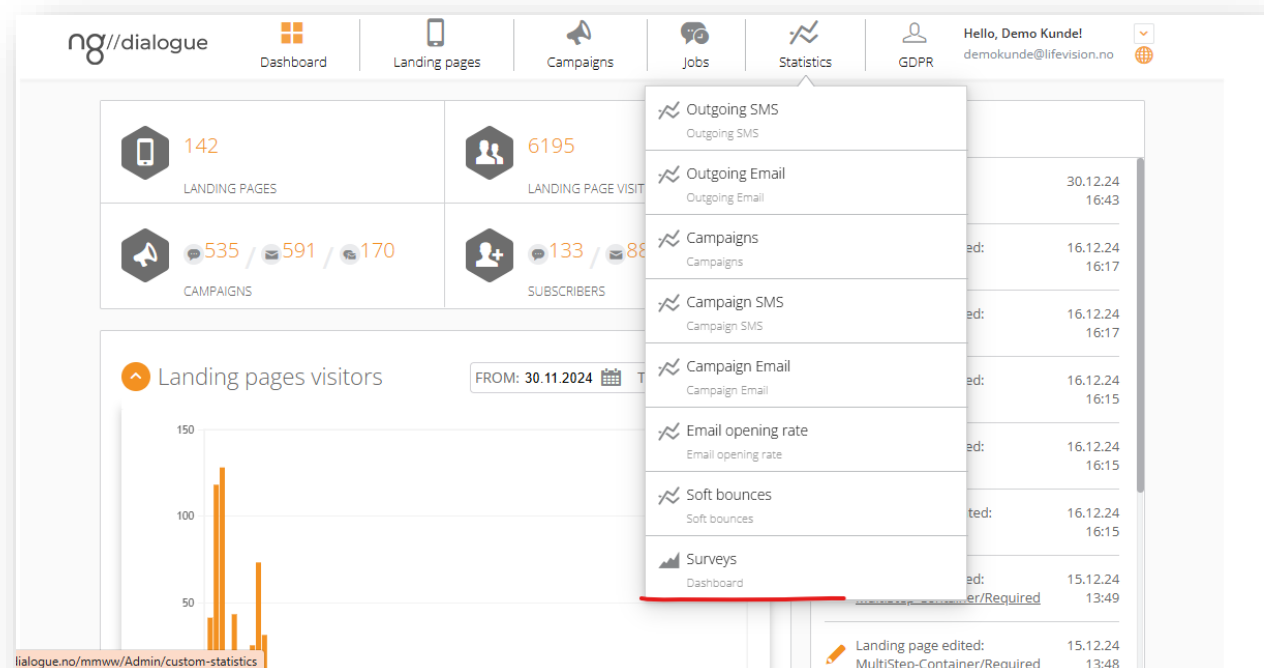 ng//dialogue
Dashboard
Landing pages
Campaigns
Jobs
Statistics
GDPR
Hello, Demo Kunde!
demokunde@lifevision.no
142
LANDING PAGES
6195
LANDING PAGE VISIT
535 / 591 / 170
CAMPAIGNS
133 / 88
SUBSCRIBERS
Outgoing SMS
Outgoing SMS
Outgoing Email
Outgoing Email
Campaigns
Campaigns
Campaign SMS
Campaign SMS
Campaign Email
Campaign Email
Email opening rate
Email opening rate
Soft bounces
Soft bounces
Surveys
Dashboard
Landing pages visitors
FROM: 30.11.2024
T
150
100
50
30.12.24
16:43
ed:
16.12.24
16:17
ed:
16.12.24
16:17
ed:
16.12.24
16:15
ed:
16.12.24
16:15
ted:
16.12.24
16:15
ed:
15.12.24
MultiStep-Container/Required
13:49
Landing page edited:
15.12.24
MultiStep-Container/Required
13:48
ialogue.no/mmww/Admin/custom-statistics